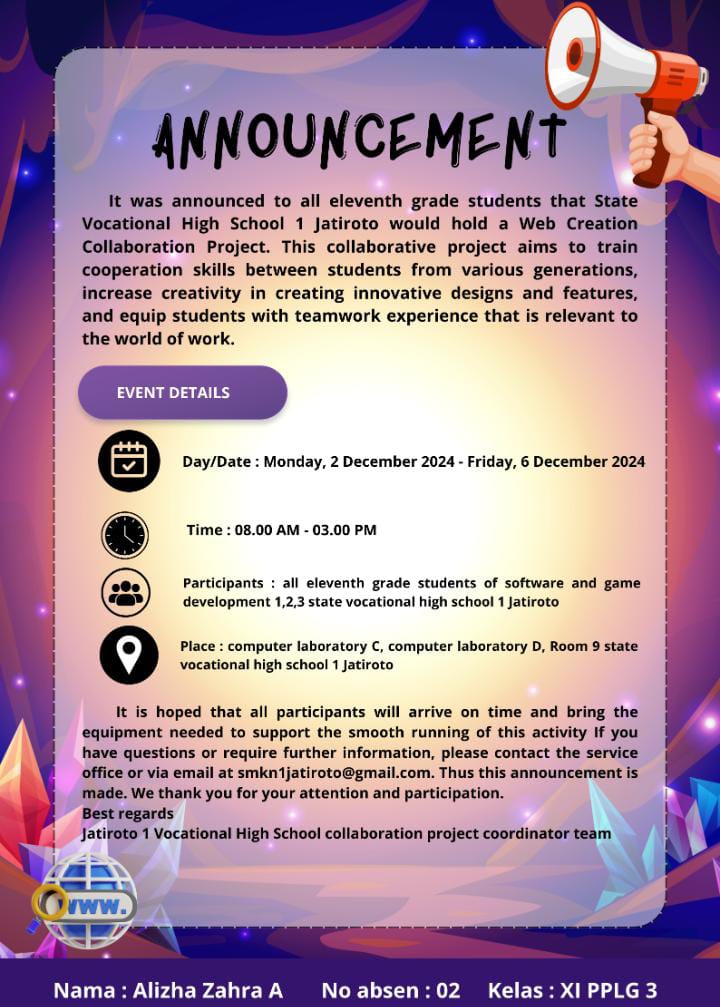 ANNOUNCEMENT
It was announced to all eleventh grade students that State
Vocational High School 1 Jatiroto would hold a Web Creation
Collaboration Project. This collaborative project aims to train
cooperation skills between students from various generations,
increase creativity in creating innovative designs and features,
and equip students with teamwork experience that is relevant to
the world of work.
EVENT DETAILS
Day/Date : Monday, 2 December 2024 - Friday, 6 December 2024
Time : 08.00 AM - 03.00 PM
Participants : all eleventh grade students of software and game
development 1,2,3 state vocational high school 1 Jatiroto
Place : computer laboratory C, computer laboratory D, Room 9 state
vocational high school 1 Jatiroto
It is hoped that all participants will arrive on time and bring the
equipment needed to support the smooth running of this activity If you
have questions or require further information, please contact the service
office or via email at smkn1jatiroto@gmail.com. Thus this announcement is
made. We thank you for your attention and participation.
Best regards
Jatiroto 1 Vocational High School collaboration project coordinator team
www.
Nama : Alizha Zahra A No absen : 02 Kelas : XI PPLG 3